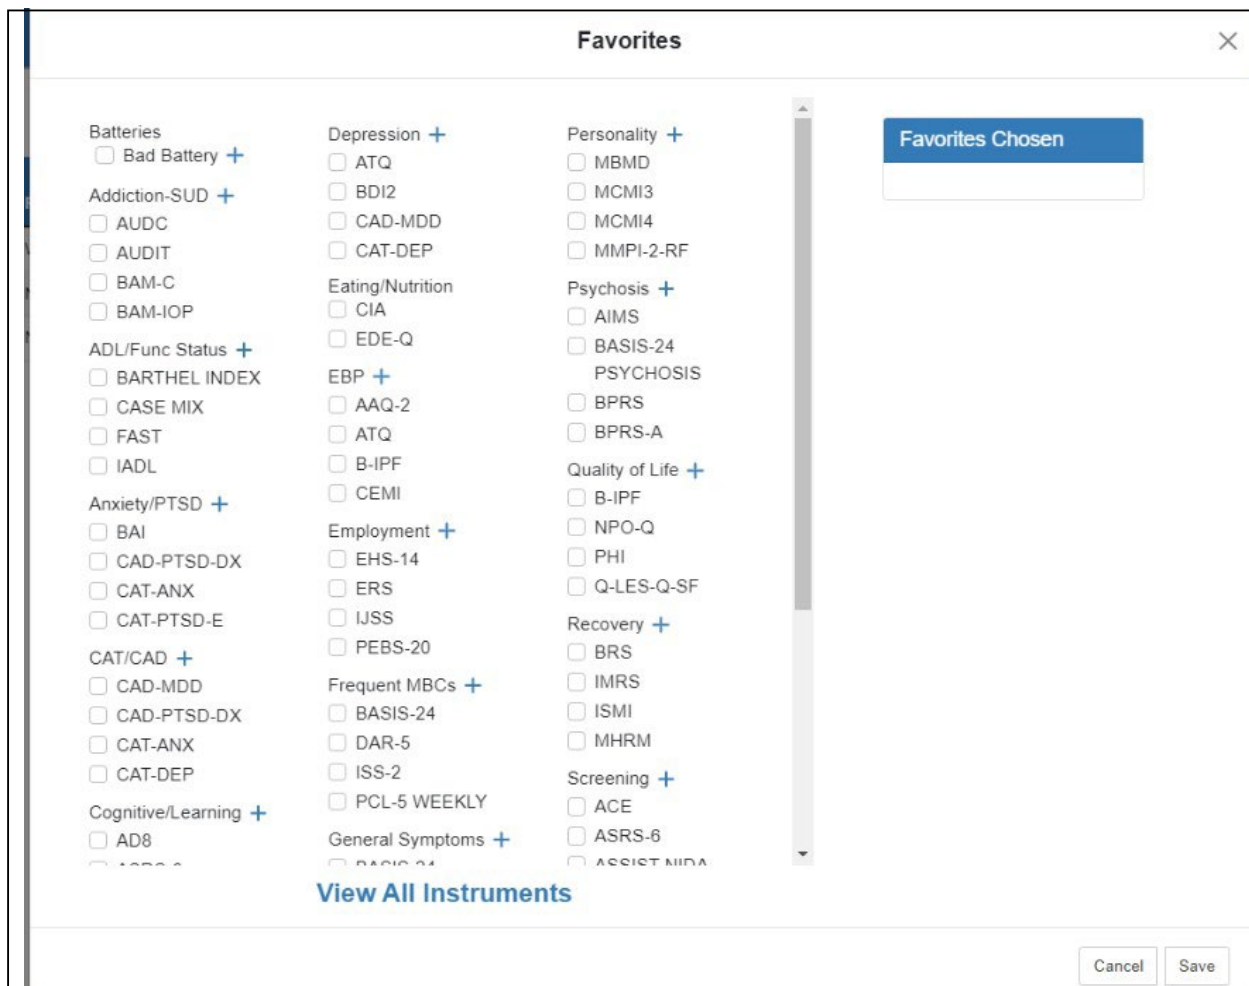 Favorites
Batteries
Bad Battery +
Addiction-SUD +
AUDC
AUDIT
BAM-C
BAM-IOP
ADL/Func Status +
BARTHEL INDEX
CASE MIX
FAST
IADL
Anxiety/PTSD +
BAI
CAD-PTSD-DX
CAT-ANX
CAT-PTSD-E
CAT/CAD +
CAD-MDD
CAD-PTSD-DX
CAT-ANX
CAT-DEP
Cognitive/Learning +
AD8
Depression +
ATQ
BDI2
CAD-MDD
CAT-DEP
Eating/Nutrition
CIA
EDE-Q
EBP +
AAQ-2
ATQ
B-IPF
CEMI
Employment +
EHS-14
ERS
IJSS
PEBS-20
Frequent MBCs +
BASIS-24
DAR-5
ISS-2
PCL-5 WEEKLY
General Symptoms +
BASIS-24
Personality +
MBMD
MCMI3
MCMI4
MMPI-2-RF
Psychosis +
AIMS
BASIS-24
PSYCHOSIS
BPRS
BPRS-A
Quality of Life +
B-IPF
NPO-Q
PHI
Q-LES-Q-SF
Recovery +
BRS
IMRS
ISMI
MHRM
Screening +
ACE
ASRS-6
ASSIST NIDA
Favorites Chosen
View All Instruments
Cancel
Save